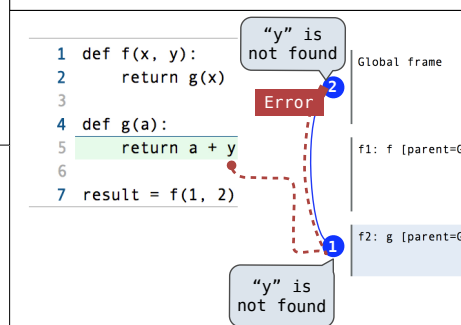 "y" is
not found
1 def f(x, y):
2 return g(x)
3
4 def g(a):
5 return a + y
6
7 result = f(1, 2)
Error
2
Global frame
f1: f [parent=G
1
f2: g [parent=G
"y" is
not found